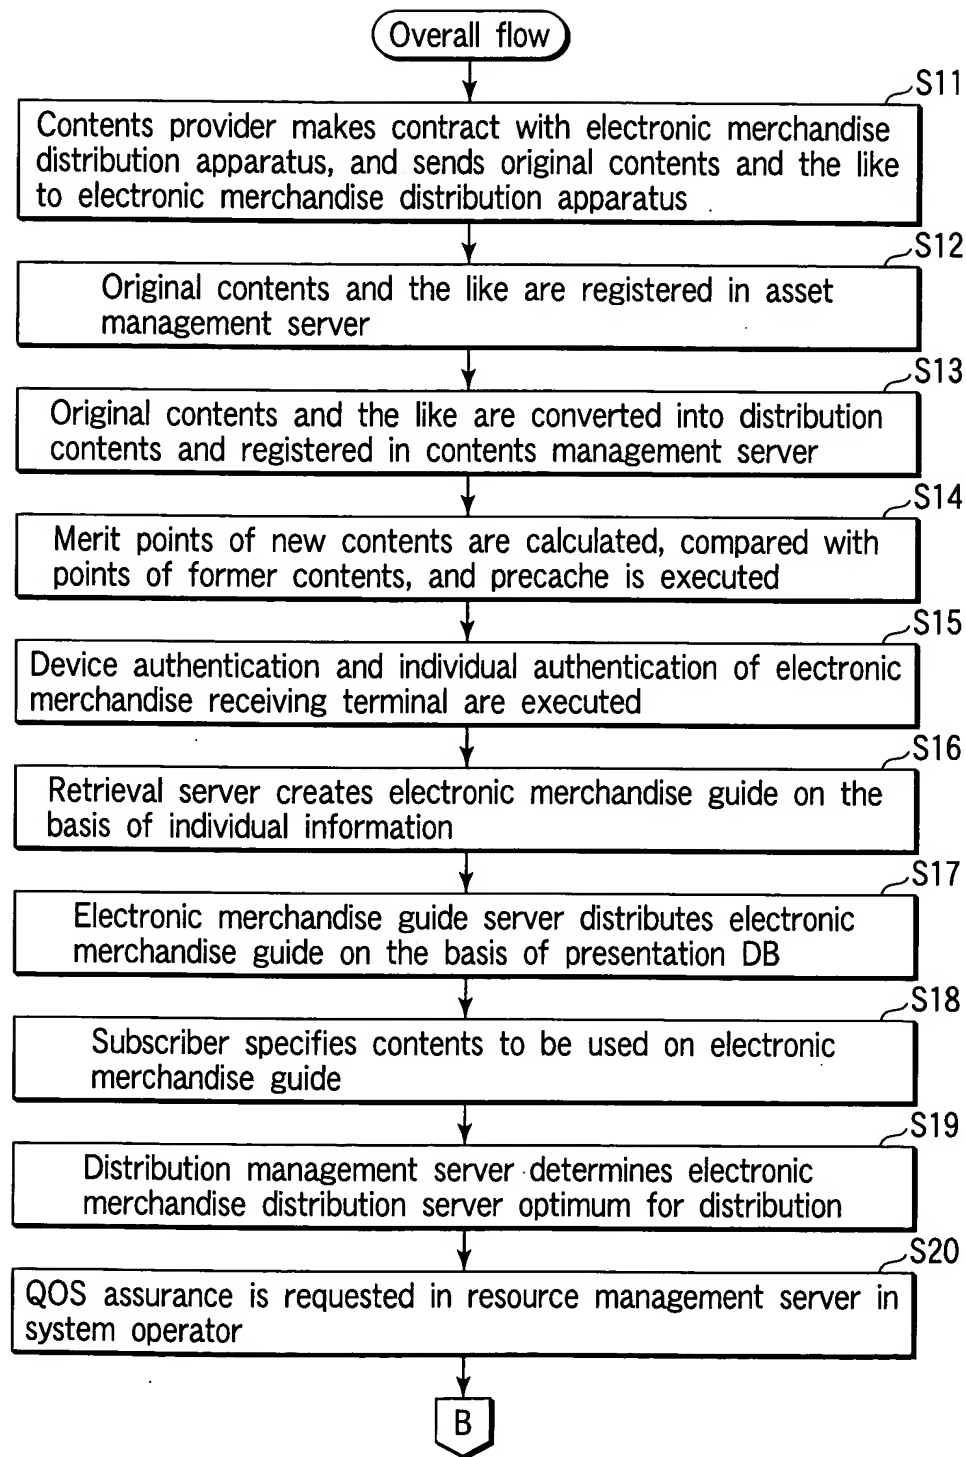 Overall flow
S11
Contents provider makes contract with electronic merchandise
distribution apparatus, and sends original contents and the like
to electronic merchandise distribution apparatus
S12
Original contents and the like are registered in asset
management server
S13
Original contents and the like are converted into distribution
contents and registered in contents management server
S14
Merit points of new contents are calculated, compared with
points of former contents, and precache is executed
S15
Device authentication and individual authentication of electronic
merchandise receiving terminal are executed
S16
Retrieval server creates electronic merchandise guide on the
basis of individual information
S17
Electronic merchandise guide server distributes electronic
merchandise guide on the basis of presentation DB
S18
Subscriber specifies contents to be used on electronic
merchandise guide
S19
Distribution management server determines electronic
merchandise distribution server optimum for distribution
S20
QOS assurance is requested in resource management server in
system operator
B